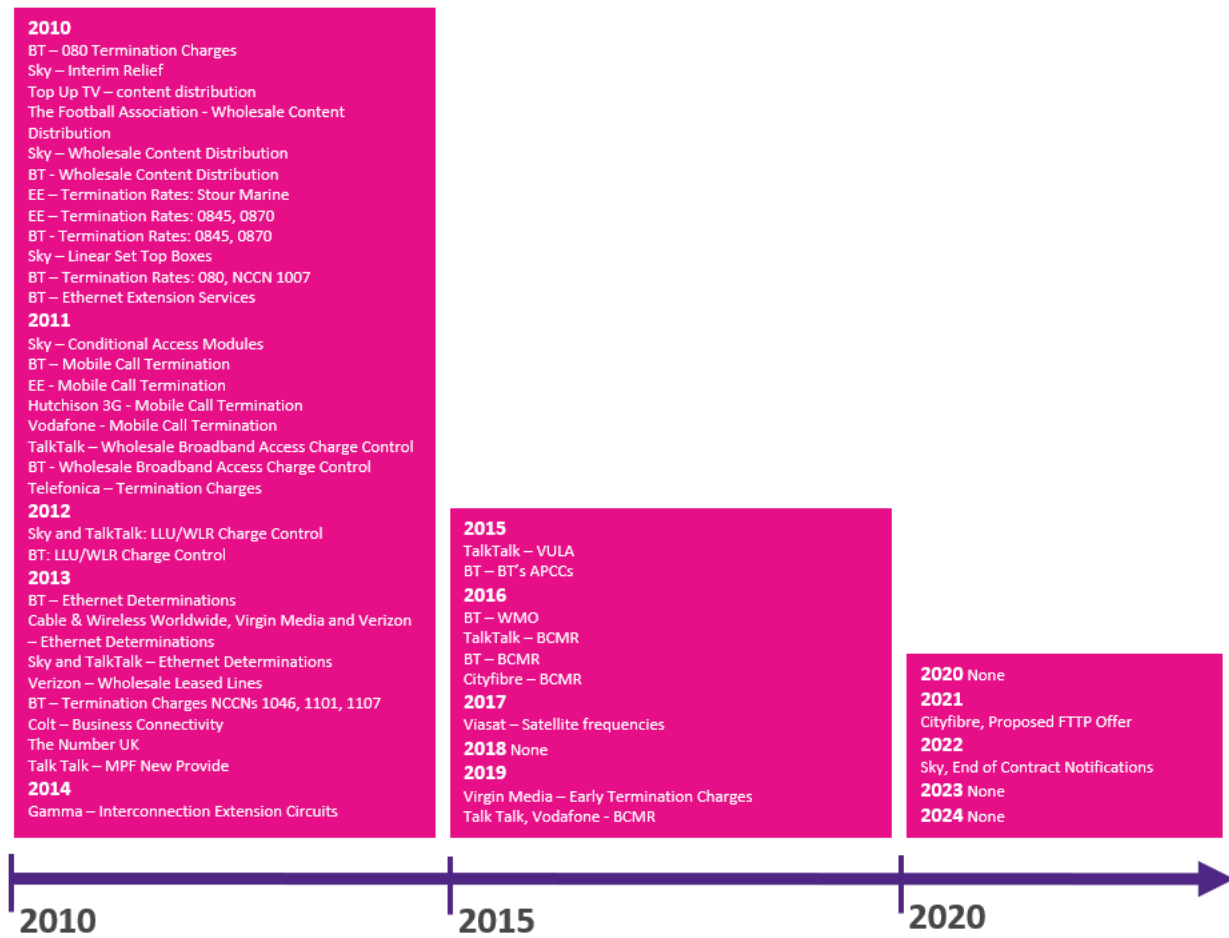 2010
BT – 080 Termination Charges
Sky – Interim Relief
Top Up TV – content distribution
The Football Association - Wholesale Content
Distribution
Sky – Wholesale Content Distribution
BT - Wholesale Content Distribution
EE – Termination Rates: Stour Marine
EE – Termination Rates: 0845, 0870
BT - Termination Rates: 0845, 0870
Sky – Linear Set Top Boxes
BT – Termination Rates: 080, NCCN 1007
BT – Ethernet Extension Services
2011
Sky – Conditional Access Modules
BT – Mobile Call Termination
EE - Mobile Call Termination
Hutchison 3G - Mobile Call Termination
Vodafone - Mobile Call Termination
TalkTalk – Wholesale Broadband Access Charge Control
BT - Wholesale Broadband Access Charge Control
Telefonica – Termination Charges
2012
Sky and TalkTalk: LLU/WLR Charge Control
BT: LLU/WLR Charge Control
2013
BT – Ethernet Determinations
Cable & Wireless Worldwide, Virgin Media and Verizon
– Ethernet Determinations
Sky and TalkTalk – Ethernet Determinations
Verizon – Wholesale Leased Lines
BT – Termination Charges NCCNs 1046, 1101, 1107
Colt – Business Connectivity
The Number UK
Talk Talk – MPF New Provide
2014
Gamma – Interconnection Extension Circuits
2015
TalkTalk – VULA
BT – BT's APCCs
2016
BT – WMO
TalkTalk – BCMR
BT – BCMR
Cityfibre – BCMR
2017
Viasat – Satellite frequencies
2018 None
2019
Virgin Media – Early Termination Charges
Talk Talk, Vodafone - BCMR
2020 None
2021
Cityfibre, Proposed FTTP Offer
2022
Sky, End of Contract Notifications
2023 None
2024 None
2010
2015
2020